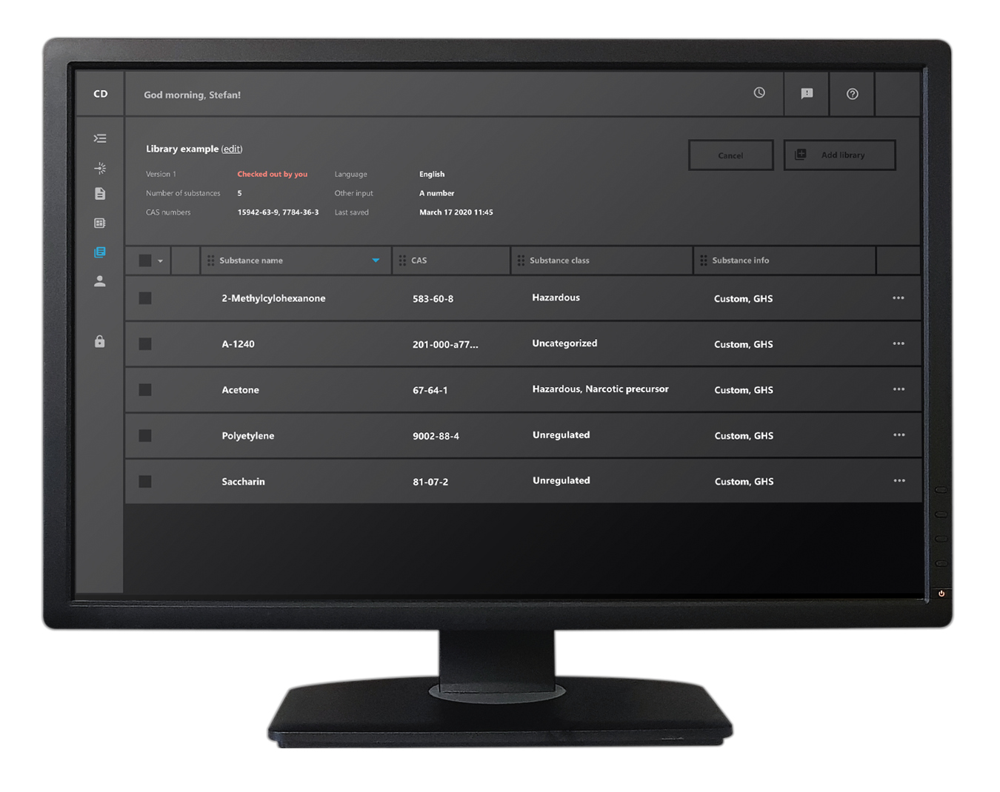 CD
God morning, Stefan!
Library example (edit)
Cancel
Add library
Version 1 Checked out by you Language English
Number of substances 5 Other input A number
CAS numbers 15942-63-9, 7784-36-3 Last saved March 17 2020 11:45
Substance name CAS Substance class Substance info
2-Methylcylohexanone 583-60-8 Hazardous Custom, GHS
A-1240 201-000-a77... Uncategorized Custom, GHS
Acetone 67-64-1 Hazardous, Narcotic precursor Custom, GHS
Polyetylene 9002-88-4 Unregulated Custom, GHS
Saccharin 81-07-2 Unregulated Custom, GHS